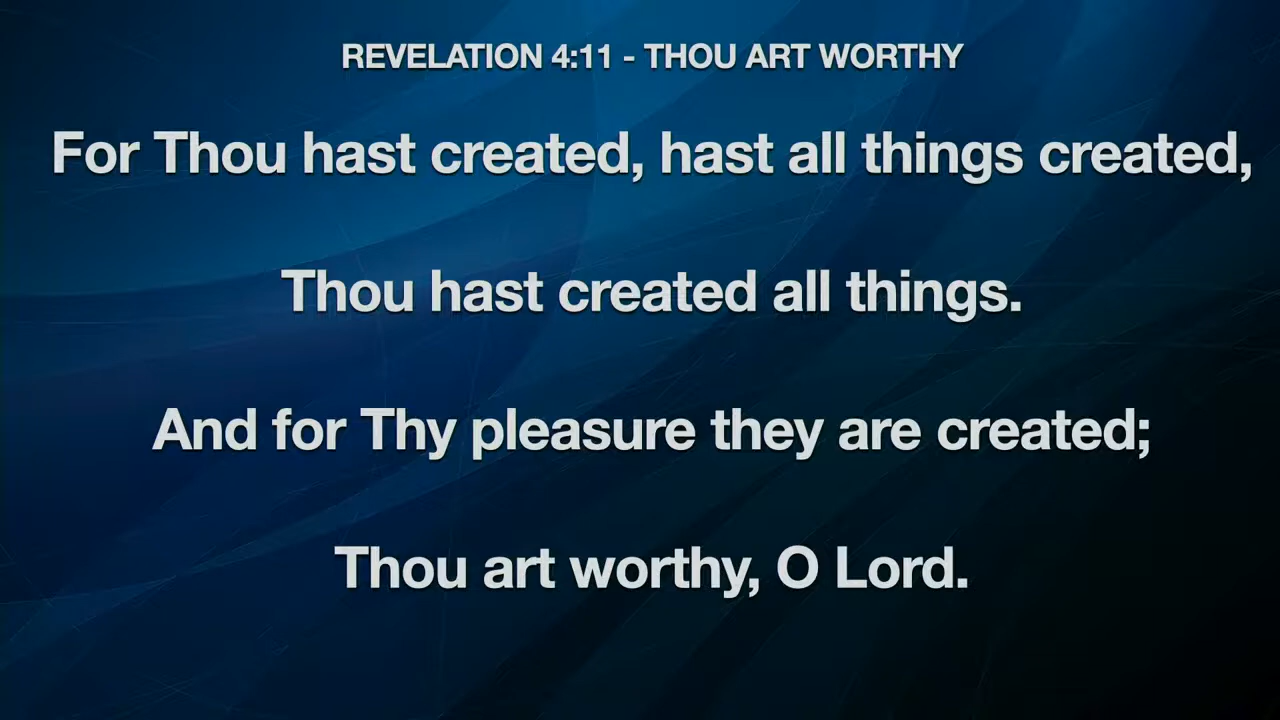 REVELATION 4:11 - THOU ART WORTHY
For Thou hast created, hast all things created,
Thou hast created all things.
And for Thy pleasure they are created;
Thou art worthy, O Lord.